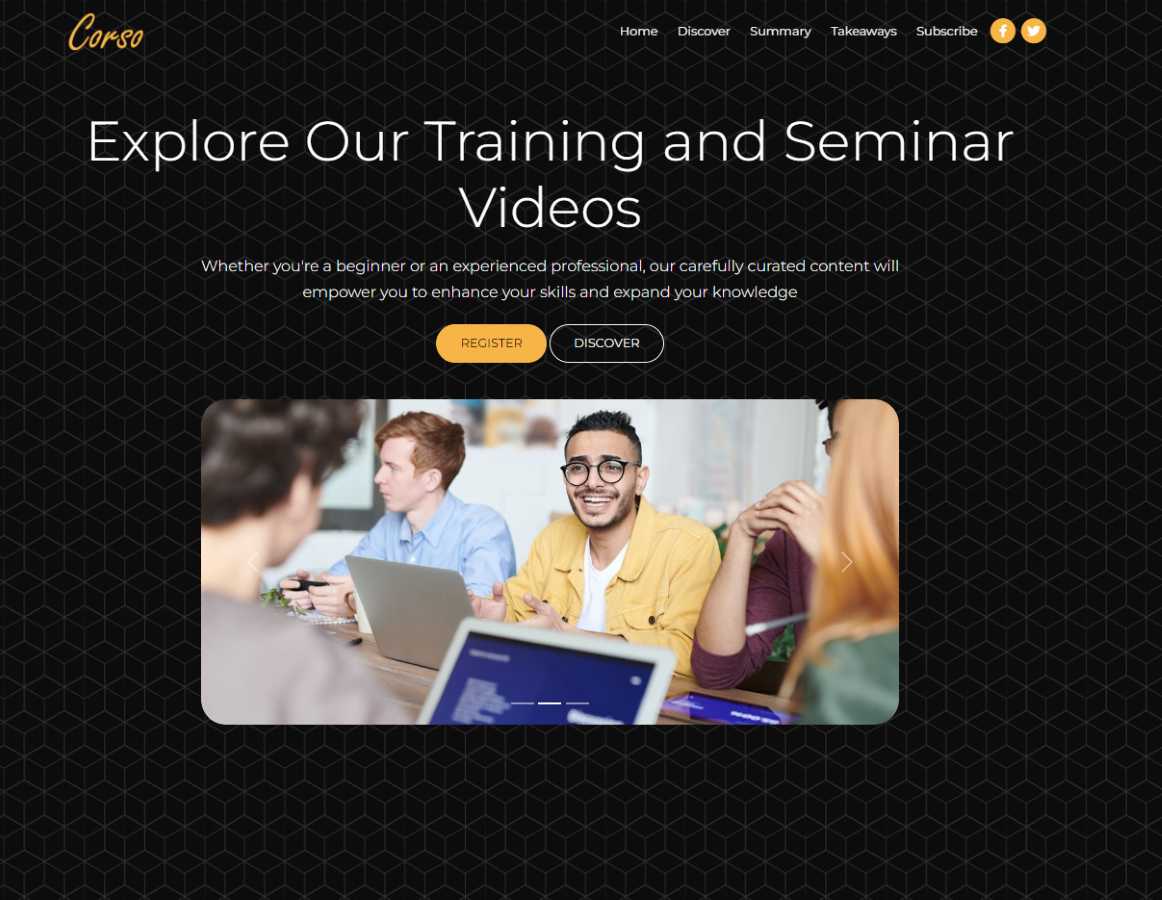 Corso
Home Discover Summary Takeaways Subscribe
Explore Our Training and Seminar
Videos
Whether you're a beginner or an experienced professional, our carefully curated content will
empower you to enhance your skills and expand your knowledge
REGISTER DISCOVER